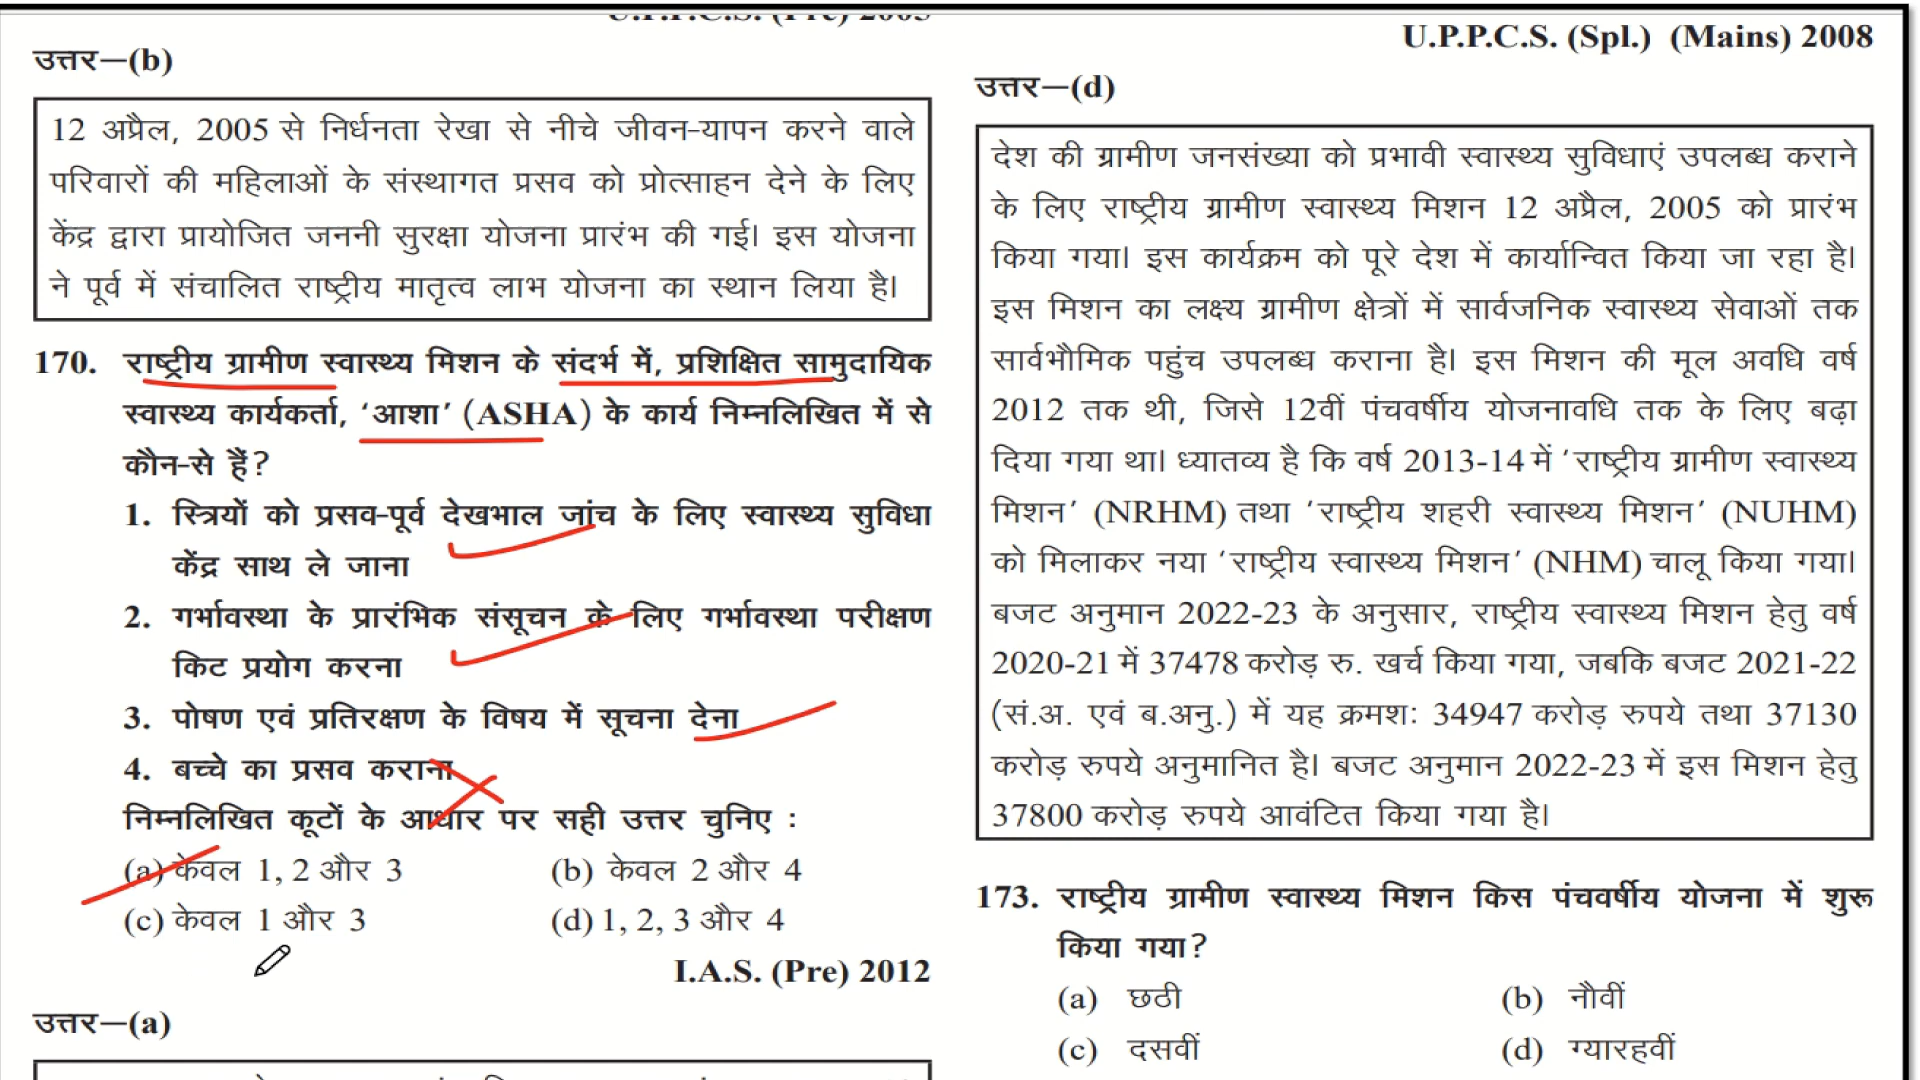 उत्तर—(b)
12 अप्रैल, 2005 से निर्धनता रेखा से नीचे जीवन-यापन करने वाले
परिवारों की महिलाओं के संस्थागत प्रसव को प्रोत्साहन देने के लिए
केंद्र द्वारा प्रायोजित जननी सुरक्षा योजना प्रारंभ की गई। इस योजना
ने पूर्व में संचालित राष्ट्रीय मातृत्व लाभ योजना का स्थान लिया है।
170. राष्ट्रीय ग्रामीण स्वास्थ्य मिशन के संदर्भ में, प्रशिक्षित सामुदायिक
स्वास्थ्य कार्यकर्ता, ‘आशा’ (ASHA) के कार्य निम्नलिखित में से
कौन-से हैं?
1. स्त्रियों को प्रसव-पूर्व देखभाल जांच के लिए स्वास्थ्य सुविधा
केंद्र साथ ले जाना
2. गर्भावस्था के प्रारंभिक संसूचन के लिए गर्भावस्था परीक्षण
किट प्रयोग करना
3. पोषण एवं प्रतिरक्षण के विषय में सूचना देना
4. बच्चे का प्रसव कराना
निम्नलिखित कूटों के आधार पर सही उत्तर चुनिए :
(a) केवल 1, 2 और 3 (b) केवल 2 और 4
(c) केवल 1 और 3 (d) 1, 2, 3 और 4
I.A.S. (Pre) 2012
उत्तर—(a)
U.P.P.C.S. (Spl.) (Mains) 2008
उत्तर—(d)
देश की ग्रामीण जनसंख्या को प्रभावी स्वास्थ्य सुविधाएं उपलब्ध कराने
के लिए राष्ट्रीय ग्रामीण स्वास्थ्य मिशन 12 अप्रैल, 2005 को प्रारंभ
किया गया। इस कार्यक्रम को पूरे देश में कार्यान्वित किया जा रहा है।
इस मिशन का लक्ष्य ग्रामीण क्षेत्रों में सार्वजनिक स्वास्थ्य सेवाओं तक
सार्वभौमिक पहुंच उपलब्ध कराना है। इस मिशन की मूल अवधि वर्ष
2012 तक थी, जिसे 12वीं पंचवर्षीय योजनावधि तक के लिए बढ़ा
दिया गया था। ध्यातव्य है कि वर्ष 2013-14 में ‘राष्ट्रीय ग्रामीण स्वास्थ्य
मिशन’ (NRHM) तथा ‘राष्ट्रीय शहरी स्वास्थ्य मिशन’ (NUHM)
को मिलाकर नया ‘राष्ट्रीय स्वास्थ्य मिशन’ (NHM) चालू किया गया।
बजट अनुमान 2022-23 के अनुसार, राष्ट्रीय स्वास्थ्य मिशन हेतु वर्ष
2020-21 में 37478 करोड़ रु. खर्च किया गया, जबकि बजट 2021-22
(सं.अ. एवं ब.अनु.) में यह क्रमश: 34947 करोड़ रुपये तथा 37130
करोड़ रुपये अनुमानित है। बजट अनुमान 2022-23 में इस मिशन हेतु
37800 करोड़ रुपये आवंटित किया गया है।
173. राष्ट्रीय ग्रामीण स्वास्थ्य मिशन किस पंचवर्षीय योजना में शुरू
किया गया?
(a) छठी (b) नौवीं
(c) दसवीं (d) ग्यारहवीं